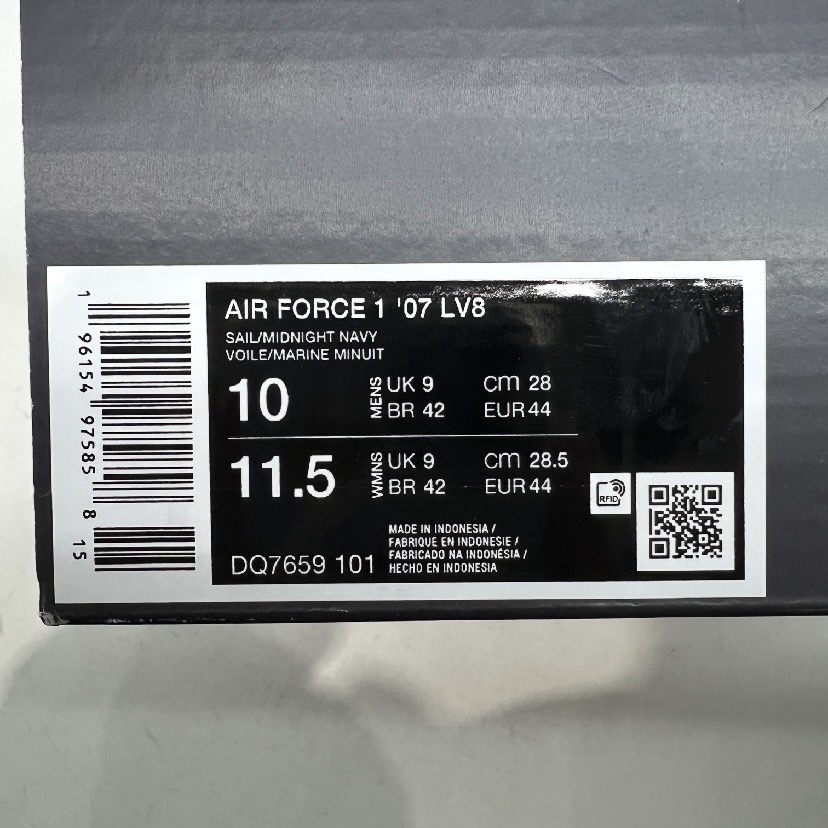 AIR FORCE 1 '07 LV8
SAIL/MIDNIGHT NAVY
VOILE/MARINE MINUIT
10 MENS UK 9 cm 28
BR 42 EUR 44
11.5 WMNS UK 9 cm 28.5
BR 42 EUR 44
RFID
MADE IN INDONESIA /
FABRIQUE EN INDONESIE /
FABRICADO NA INDONÉSIA /
HECHO EN INDONESIA
DQ7659 101
1 96154 97585 8 15